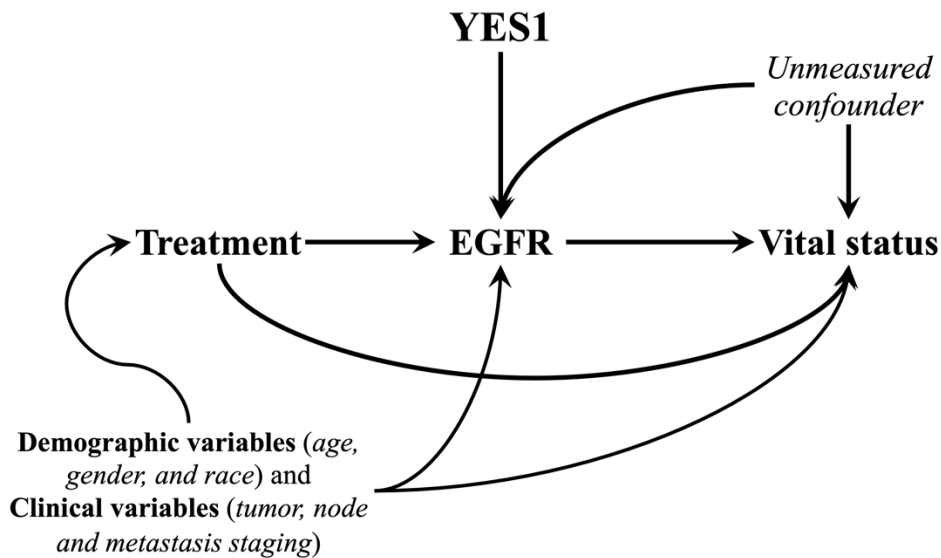 YES1
Unmeasured
confounder
Treatment
EGFR
Vital status
Demographic variables (age,
gender, and race) and
Clinical variables (tumor, node
and metastasis staging)